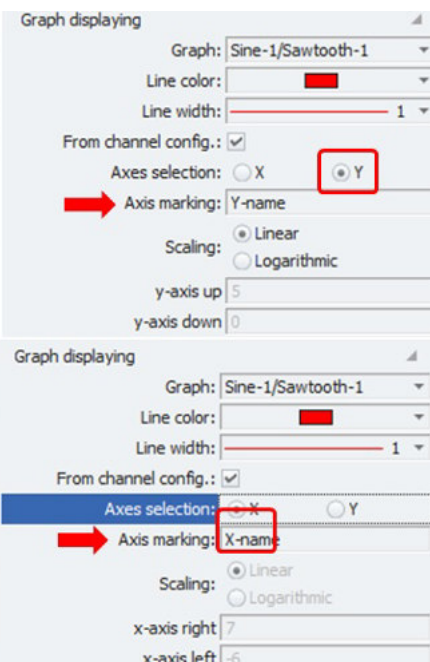 Graph displaying
Graph: Sine-1/Sawtooth-1
Line color:
Line width: 1
From channel config.:
Axes selection: X Y
Axis marking: Y-name
Scaling: Linear
Logarithmic
y-axis up 5
y-axis down 0
Graph displaying
Graph: Sine-1/Sawtooth-1
Line color:
Line width: 1
From channel config.:
Axes selection: X Y
Axis marking: X-name
Scaling: Linear
Logarithmic
x-axis right 7
x-axis left -6